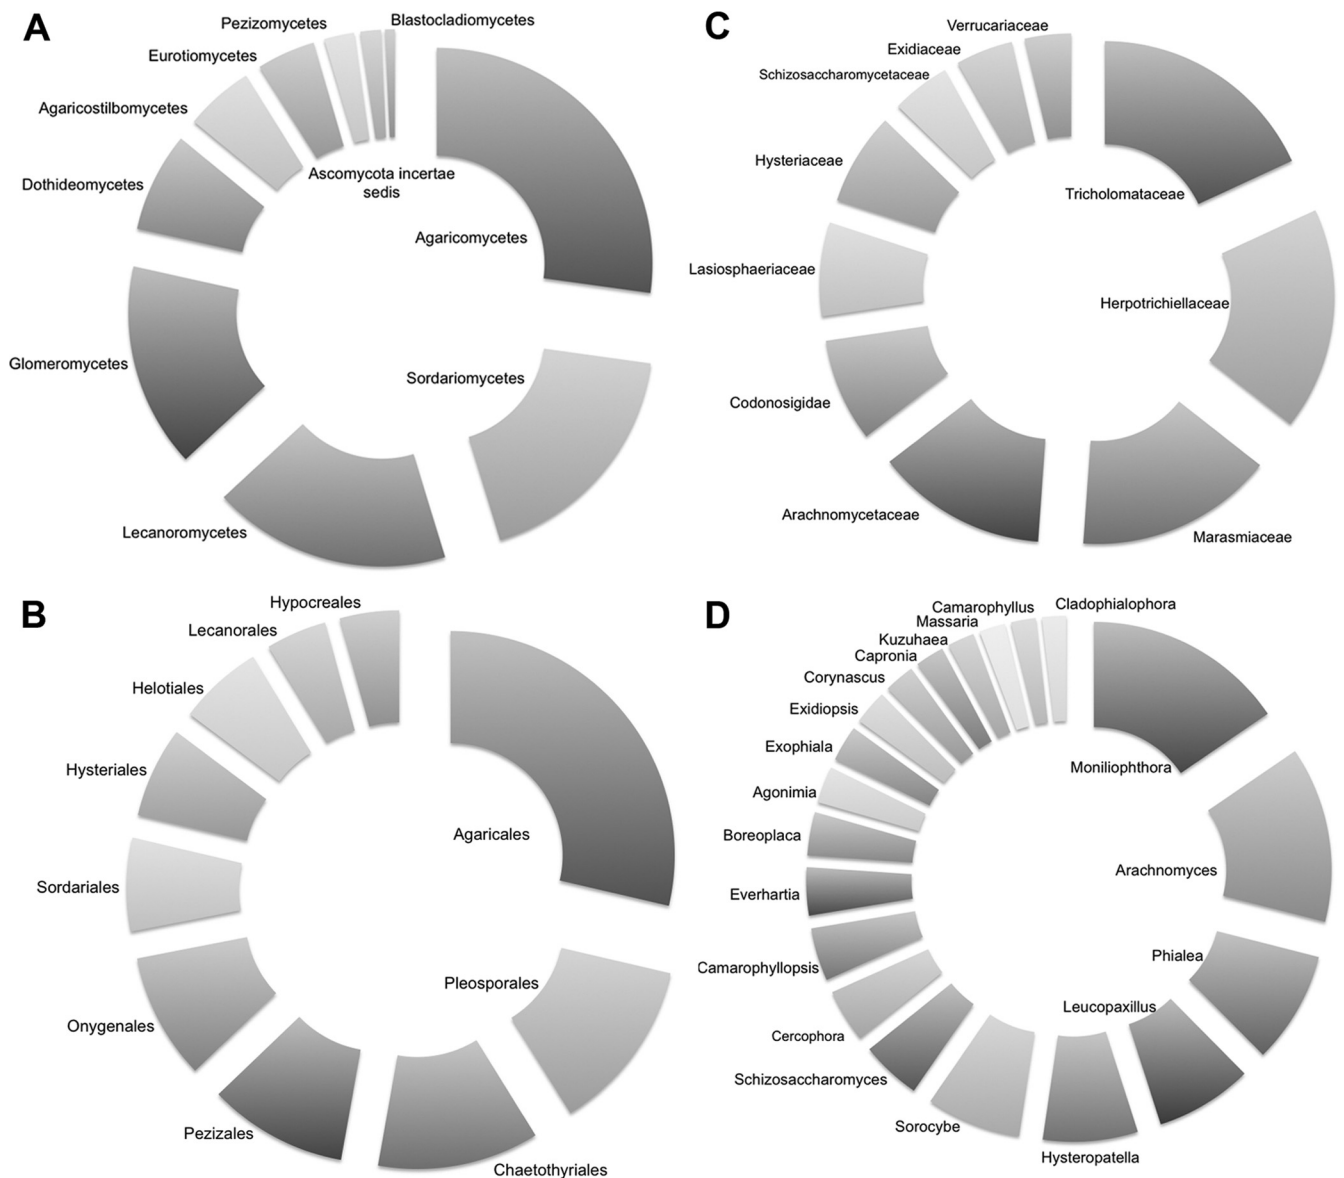 A
Pezizomycetes
Blastocladiomycetes
Eurotiomycetes
Agaricostilbomycetes
Dothideomycetes
Ascomycota incertae
sedis
Agaricomycetes
Glomeromycetes
Sordariomycetes
Lecanoromycetes
C
Verrucariaceae
Exidiaceae
Schizosaccharomycetaceae
Hysteriaceae
Tricholomataceae
Lasiosphaeriaceae
Herpotrichiellaceae
Codonosigidae
Arachnomycetaceae
Marasmiaceae
B
Hypocreales
Lecanorales
Helotiales
Hysteriales
Agaricales
Sordariales
Pleosporales
Onygenales
Pezizales
Chaetothyriales
D
Camarophyllus
Cladophialophora
Massaria
Kuzuhaea
Capronia
Corynascus
Exidiopsis
Exophiala
Moniliophthora
Agonimia
Boreoplaca
Arachnomyces
Everhartia
Phialea
Camarophyllopsis
Leucopaxillus
Cercophora
Schizosaccharomyces
Sorocybe
Hysteropatella